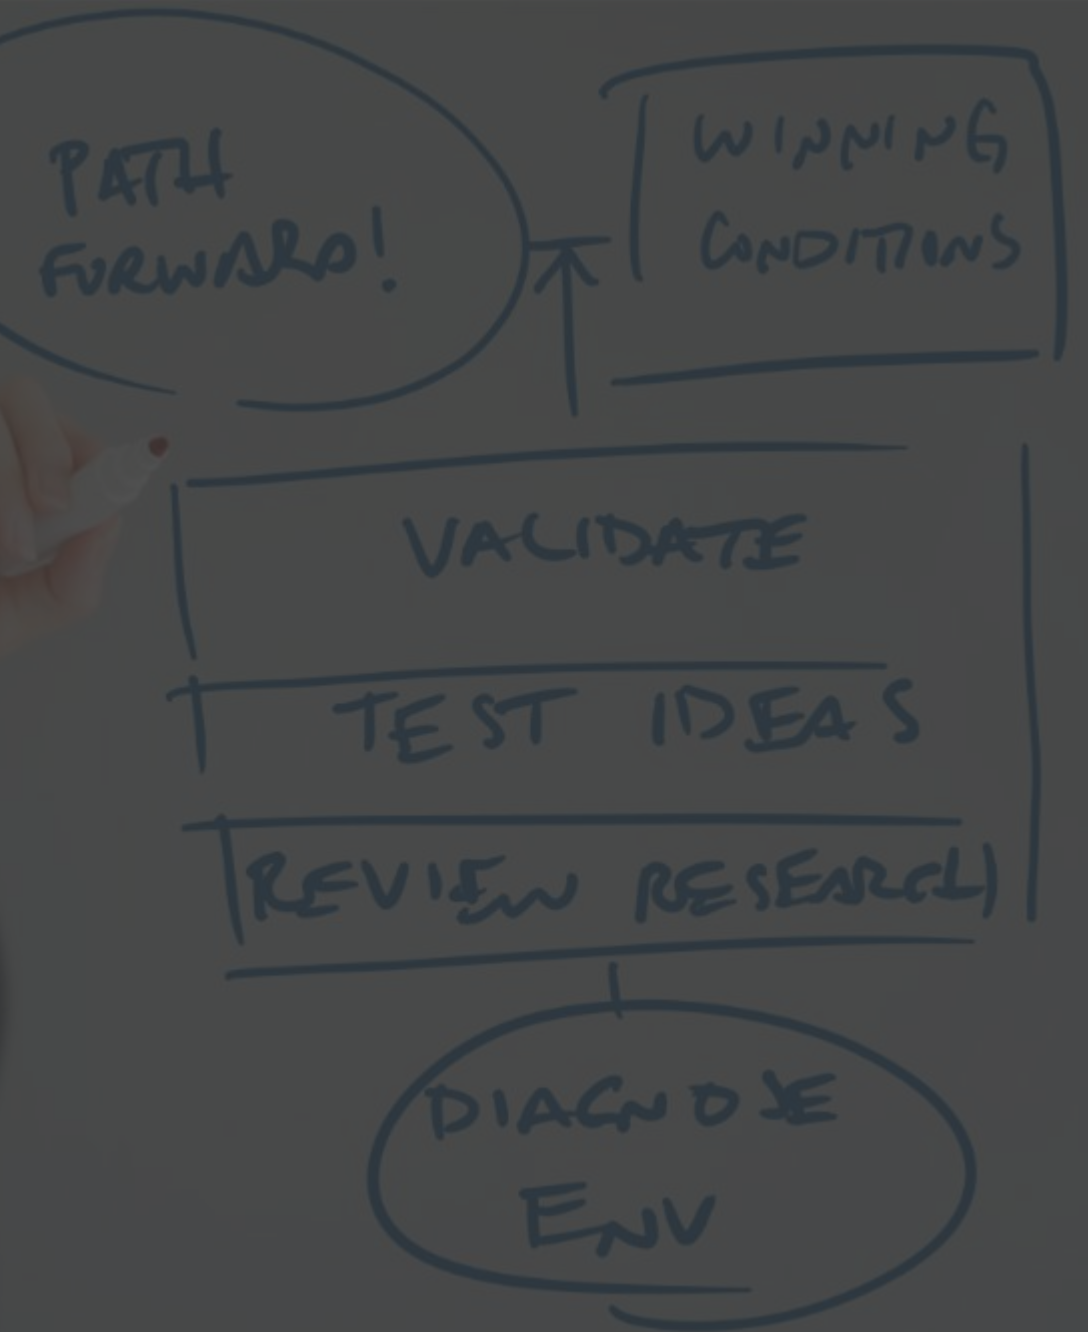 PATH
FORWARD!
WINNING
CONDITIONS
VALIDATE
TEST IDEAS
REVIEW RESEARCH
DIAGNOSE
ENV